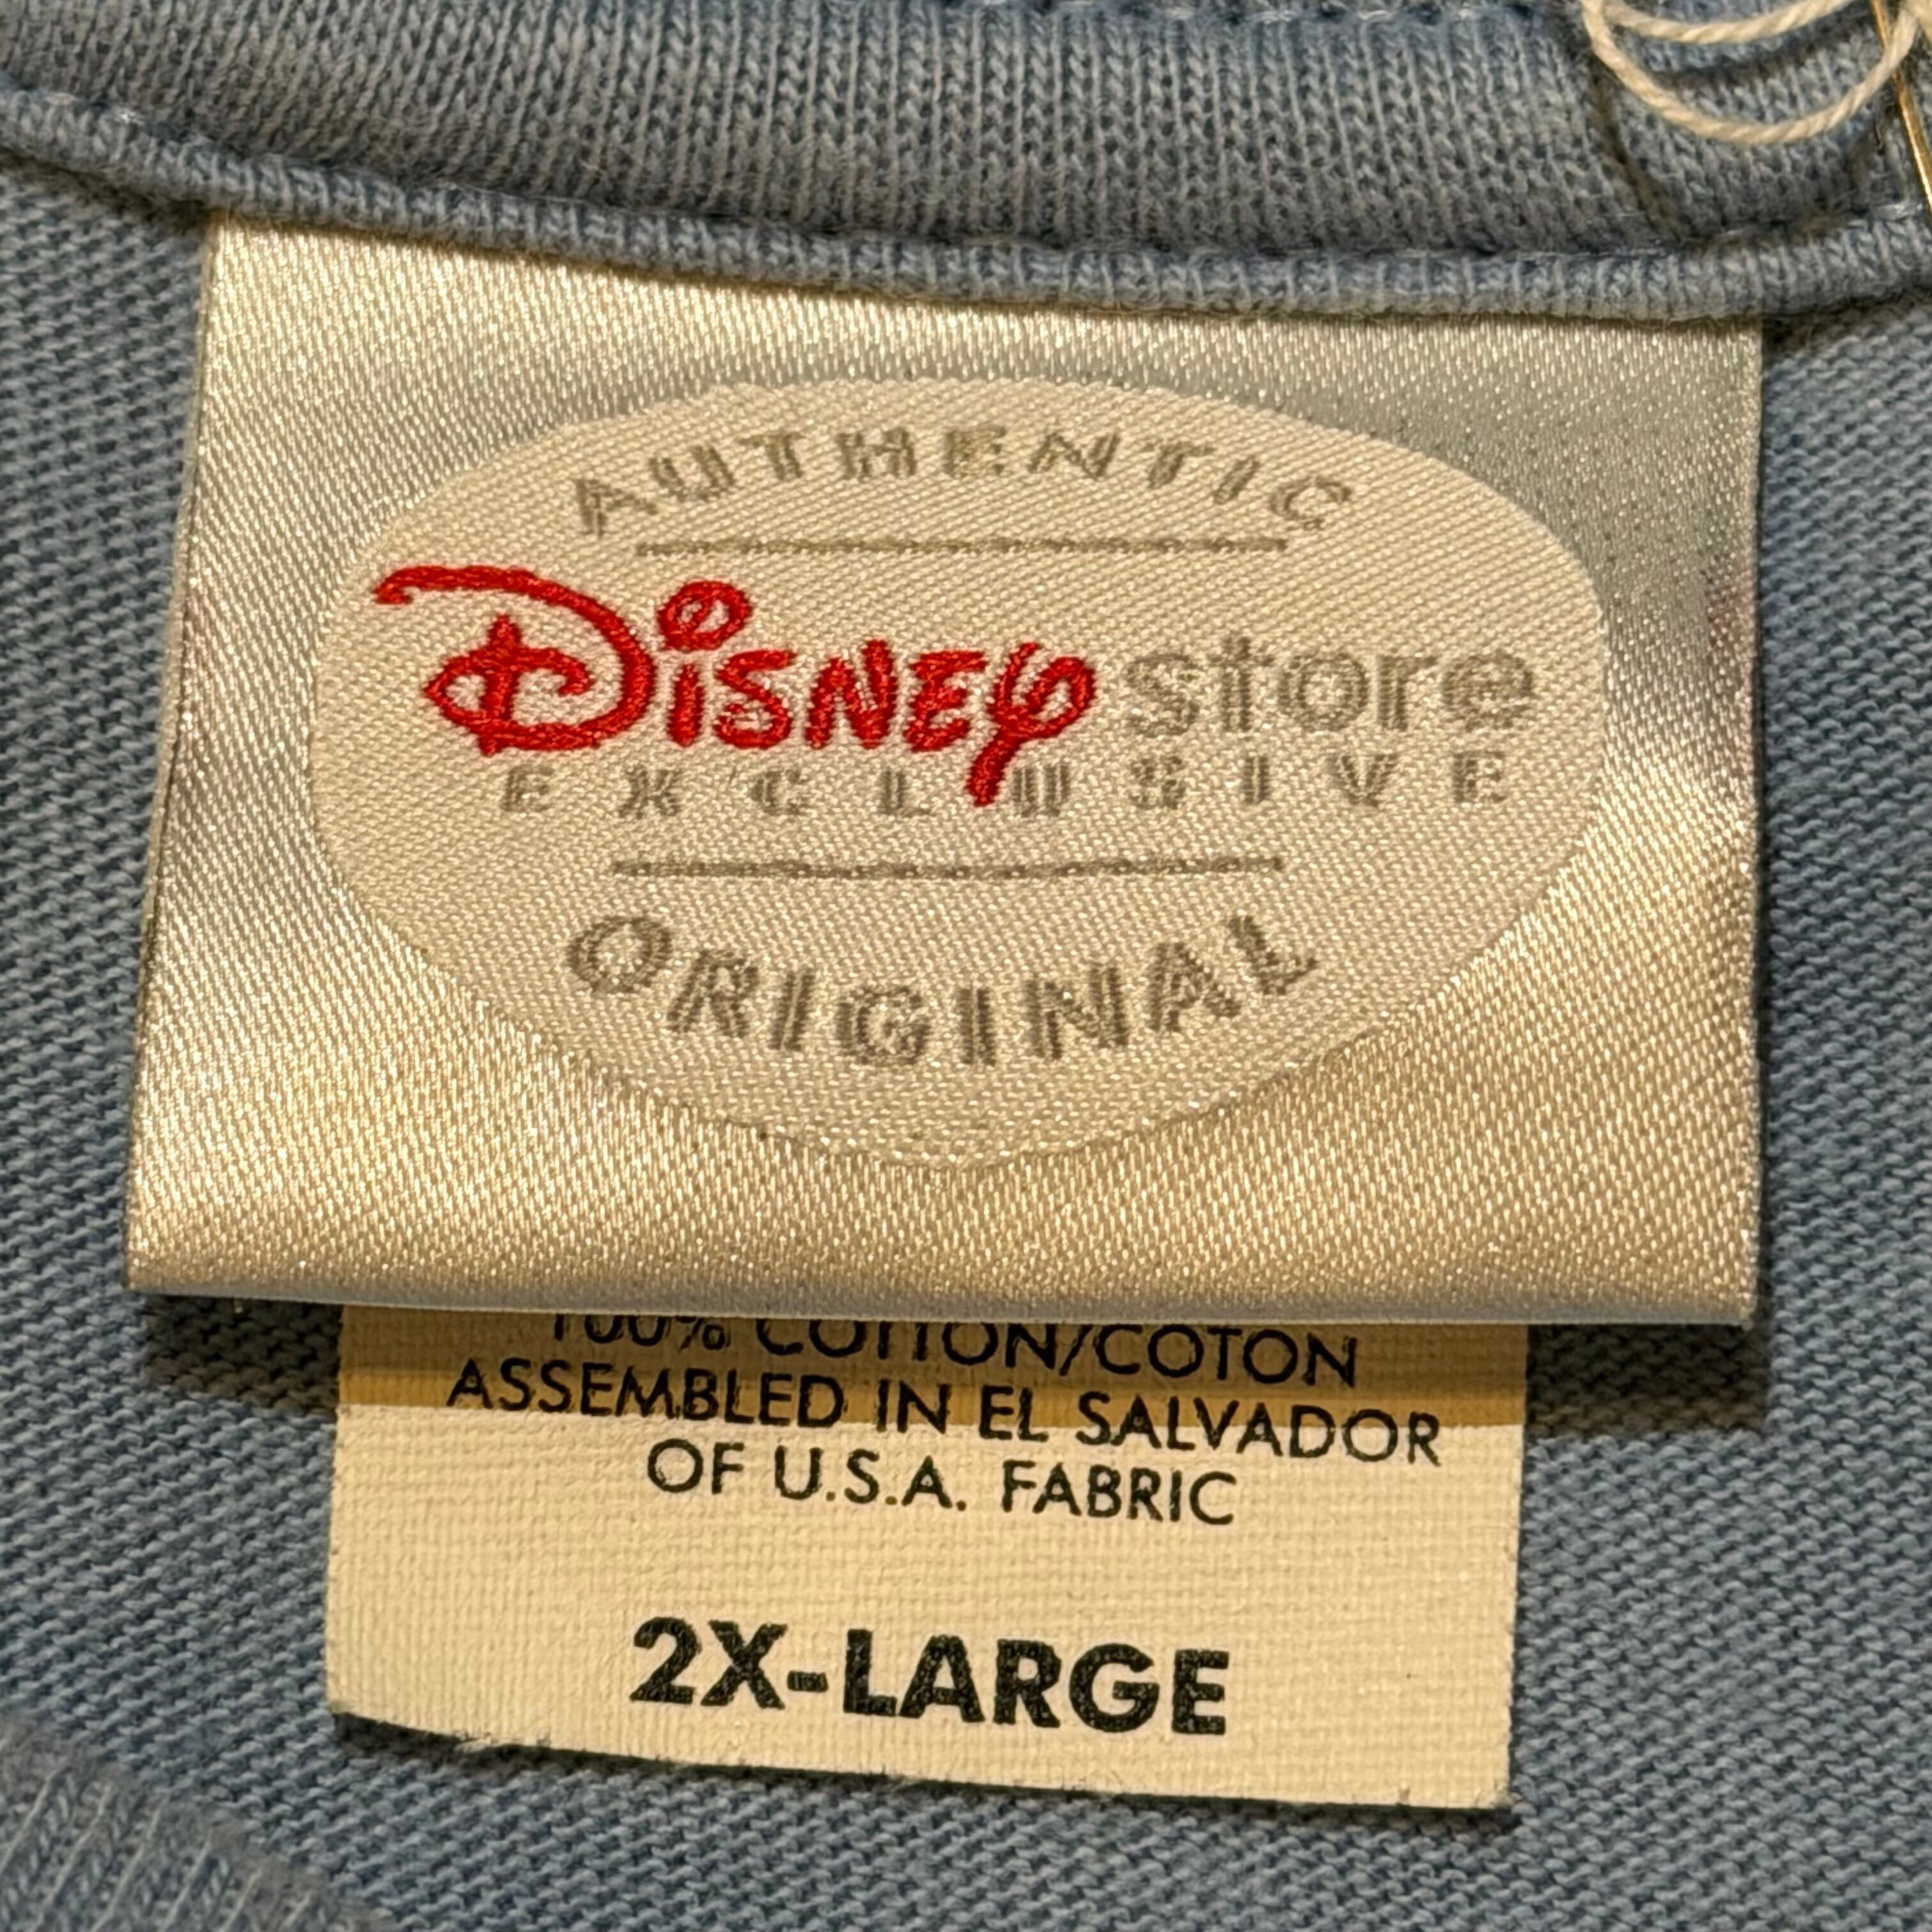 AUTHENTIC
Disney store
EXCLUSIVE
ORIGINAL
100% COTTON/COTON
ASSEMBLED IN EL SALVADOR
OF U.S.A. FABRIC
2X-LARGE